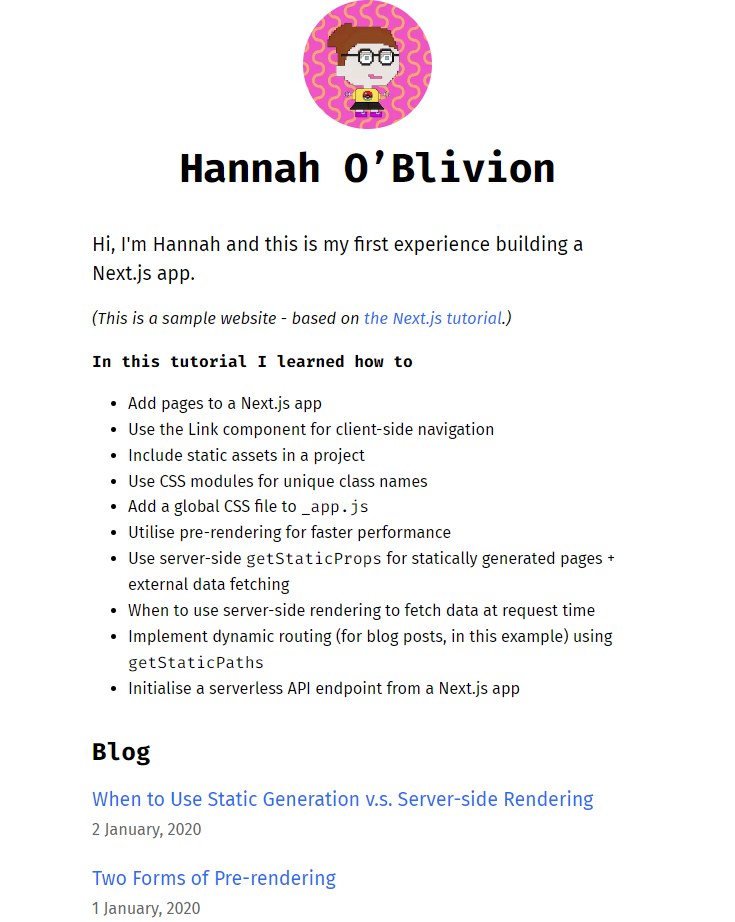 Hannah O’Blivion
Hi, I'm Hannah and this is my first experience building a
Next.js app.
(This is a sample website - based on the Next.js tutorial.)
In this tutorial I learned how to
• Add pages to a Next.js app
• Use the Link component for client-side navigation
• Include static assets in a project
• Use CSS modules for unique class names
• Add a global CSS file to _app.js
• Utilise pre-rendering for faster performance
• Use server-side getStaticProps for statically generated pages +
external data fetching
• When to use server-side rendering to fetch data at request time
• Implement dynamic routing (for blog posts, in this example) using
getStaticPaths
• Initialise a serverless API endpoint from a Next.js app
Blog
When to Use Static Generation v.s. Server-side Rendering
2 January, 2020
Two Forms of Pre-rendering
1 January, 2020